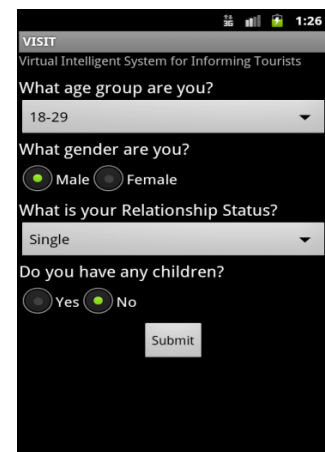 3G 1:26
VISIT
Virtual Intelligent System for Informing Tourists
What age group are you?
18-29
What gender are you?
Male Female
What is your Relationship Status?
Single
Do you have any children?
Yes No
Submit